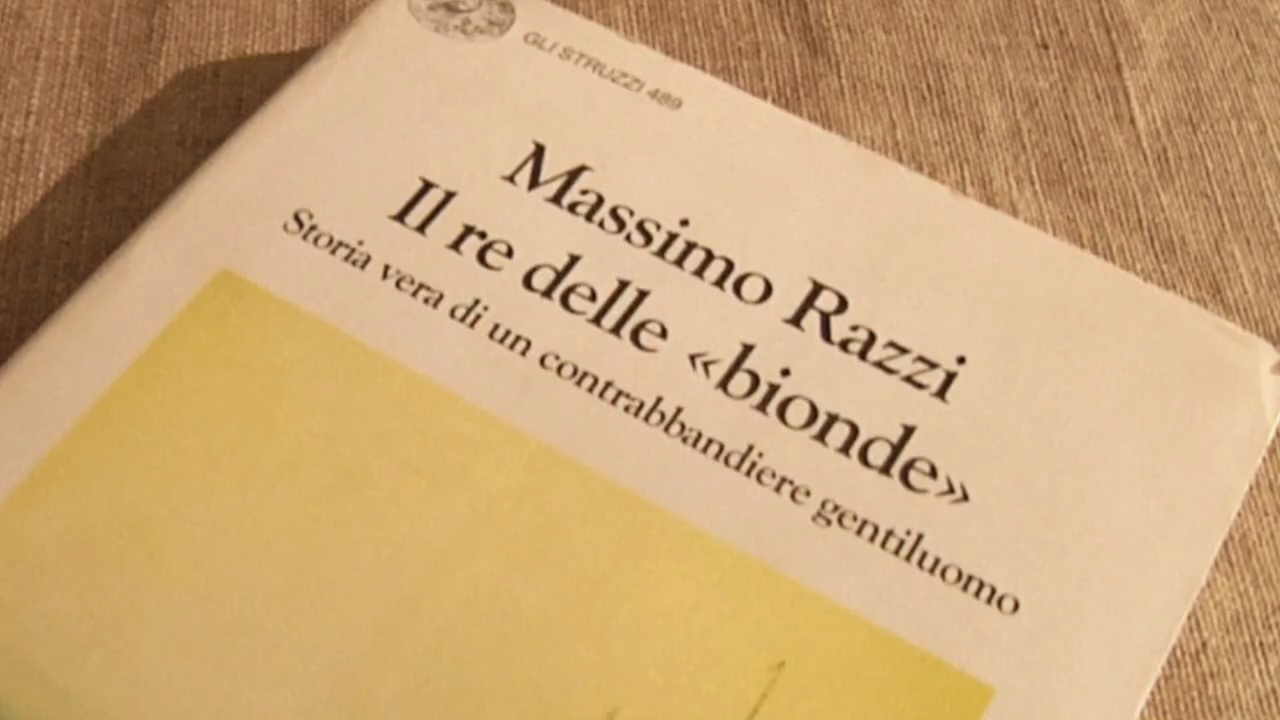 GLI STRUZZI 489
Massimo Razzi
Il re delle «bionde»
Storia vera di un contrabbandiere gentiluomo